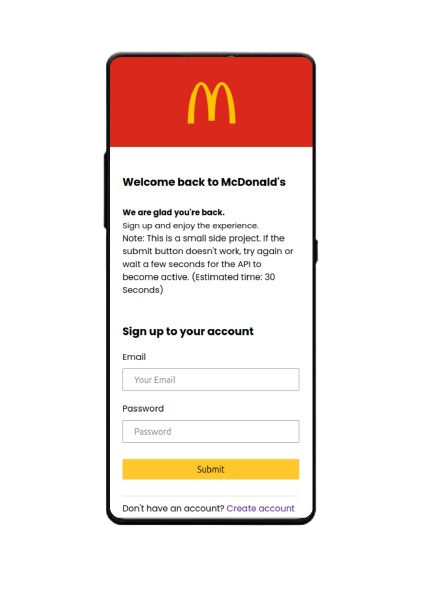 Welcome back to McDonald's
We are glad you're back.
Sign up and enjoy the experience.
Note: This is a small side project. If the
submit button doesn't work, try again or
wait a few seconds for the API to
become active. (Estimated time: 30
Seconds)
Sign up to your account
Email
Your Email
Password
Password
Submit
Don't have an account? Create account